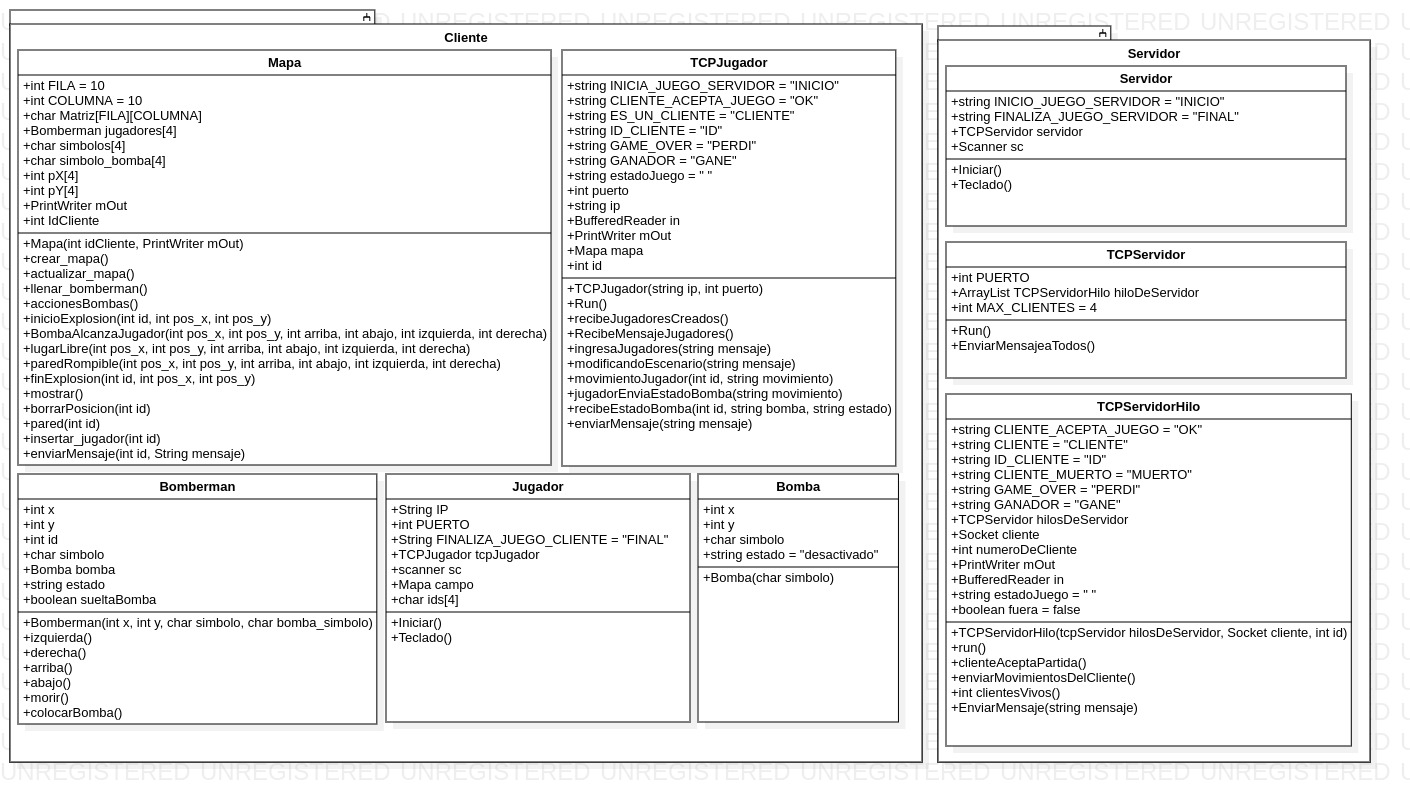 Cliente
Mapa
+int FILA = 10
+int COLUMNA = 10
+char Matriz[FILA][COLUMNA]
+Bomberman jugadores[4]
+char simbolos[4]
+char simbolo_bomba[4]
+int pX[4]
+int pY[4]
+PrintWriter mOut
+int IdCliente
+Mapa(int idCliente, PrintWriter mOut)
+crear_mapa()
+actualizar_mapa()
+llenar_bomberman()
+accionesBombas()
+inicioExplosion(int id, int pos_x, int pos_y)
+BombaAlcanzaJugador(int pos_x, int pos_y, int arriba, int abajo, int izquierda, int derecha)
+lugarLibre(int pos_x, int pos_y, int arriba, int abajo, int izquierda, int derecha)
+paredRompible(int pos_x, int pos_y, int arriba, int abajo, int izquierda, int derecha)
+finExplosion(int id, int pos_x, int pos_y)
+mostrar()
+borrarPosicion(int id)
+pared(int id)
+insertar_jugador(int id)
+enviarMensaje(int id, String mensaje)
TCPJugador
+string INICIA_JUEGO_SERVIDOR = "INICIO"
+string CLIENTE_ACEPTA_JUEGO = "OK"
+string ES_UN_CLIENTE = "CLIENTE"
+string ID_CLIENTE = "ID"
+string GAME_OVER = "PERDI"
+string GANADOR = "GANE"
+string estadoJuego = " "
+int puerto
+string ip
+BufferedReader in
+PrintWriter mOut
+Mapa mapa
+int id
+TCPJugador(string ip, int puerto)
+Run()
+recibeJugadoresCreados()
+RecibeMensajeJugadores()
+ingresaJugadores(string mensaje)
+modificandoEscenario(string mensaje)
+movimientoJugador(int id, string movimiento)
+jugadorEnviaEstadoBomba(string movimiento)
+recibeEstadoBomba(int id, string bomba, string estado)
+enviarMensaje(string mensaje)
Bomberman
+int x
+int y
+int id
+char simbolo
+Bomba bomba
+string estado
+boolean sueltaBomba
+Bomberman(int x, int y, char simbolo, char bomba_simbolo)
+izquierda()
+derecha()
+arriba()
+abajo()
+morir()
+colocarBomba()
Jugador
+String IP
+int PUERTO
+String FINALIZA_JUEGO_CLIENTE = "FINAL"
+TCPJugador tcpJugador
+scanner sc
+Mapa campo
+char ids[4]
+Iniciar()
+Teclado()
Bomba
+int x
+int y
+char simbolo
+string estado = "desactivado"
+Bomba(char simbolo)
Servidor
Servidor
+string INICIO_JUEGO_SERVIDOR = "INICIO"
+string FINALIZA_JUEGO_SERVIDOR = "FINAL"
+TCPServidor servidor
+Scanner sc
+Iniciar()
+Teclado()
TCPServidor
+int PUERTO
+ArrayList TCPServidorHilo hiloDeServidor
+int MAX_CLIENTES = 4
+Run()
+EnviarMensajeaTodos()
TCPServidorHilo
+string CLIENTE_ACEPTA_JUEGO = "OK"
+string CLIENTE = "CLIENTE"
+string ID_CLIENTE = "ID"
+string CLIENTE_MUERTO = "MUERTO"
+string GAME_OVER = "PERDI"
+string GANADOR = "GANE"
+TCPServidor hilosDeServidor
+Socket cliente
+int numeroDeCliente
+PrintWriter mOut
+BufferedReader in
+string estadoJuego = " "
+boolean fuera = false
+TCPServidorHilo(tcpServidor hilosDeServidor, Socket cliente, int id)
+run()
+clienteAceptaPartida()
+enviarMovimientosDelCliente()
+int clientesVivos()
+EnviarMensaje(string mensaje)
UNREGISTERED UNREGISTERED UNREGISTERED UNREGISTERED UNREGISTERED UNREGISTERED UNREGISTERED